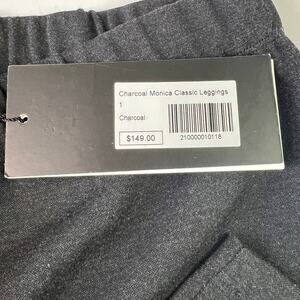 Charcoal Monica Classic Leggings
1
Charcoal
$149.00
210000010118